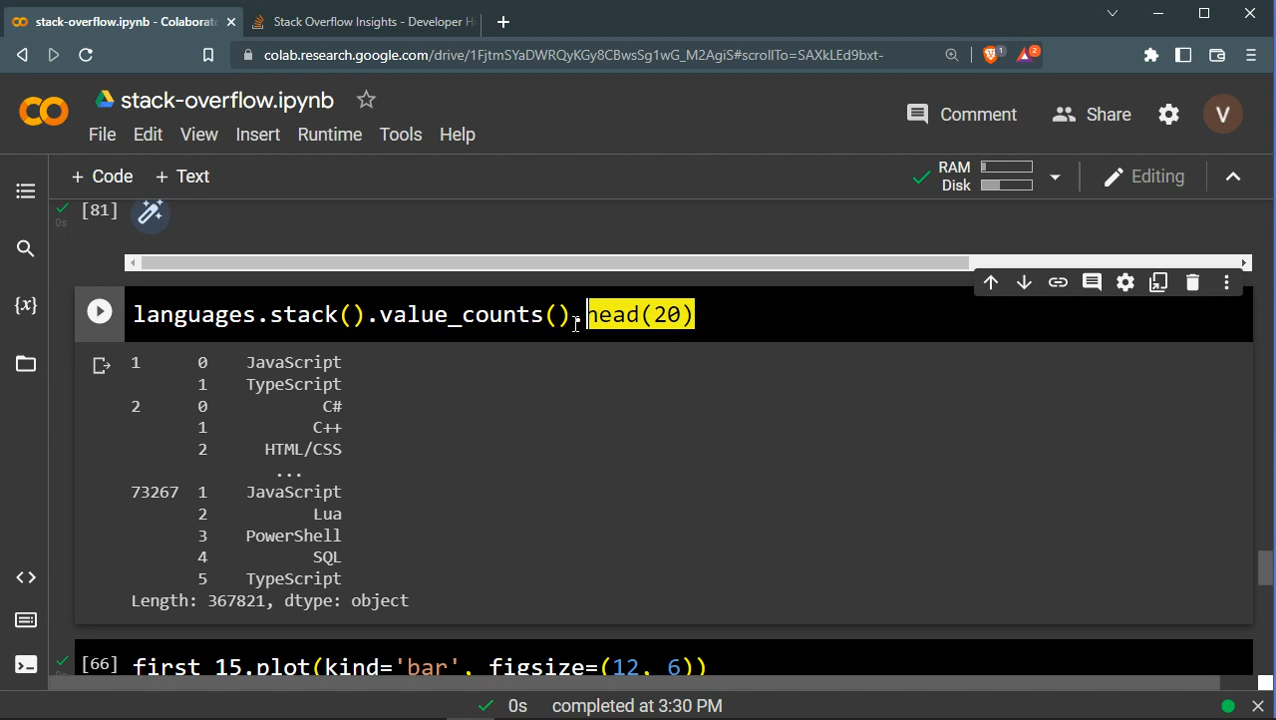 stack-overflow.ipynb - Colaborat
Stack Overflow Insights - Developer H
colab.research.google.com/drive/1FjtmSYaDWRQyKGy8CBwsSg1wG_M2AgiS#scrollTo=SAXkLEd9bxt-
1
2
stack-overflow.ipynb
Comment
Share
V
File Edit View Insert Runtime Tools Help
+ Code + Text
RAM
Disk
Editing
0s
[81]
languages.stack().value_counts().head(20)
1 0 JavaScript
1 TypeScript
2 0 C#
1 C++
2 HTML/CSS
...
73267 1 JavaScript
2 Lua
3 PowerShell
4 SQL
5 TypeScript
Length: 367821, dtype: object
{x}
[66] first_15.plot(kind='bar', figsize=(12, 6))
0s completed at 3:30 PM